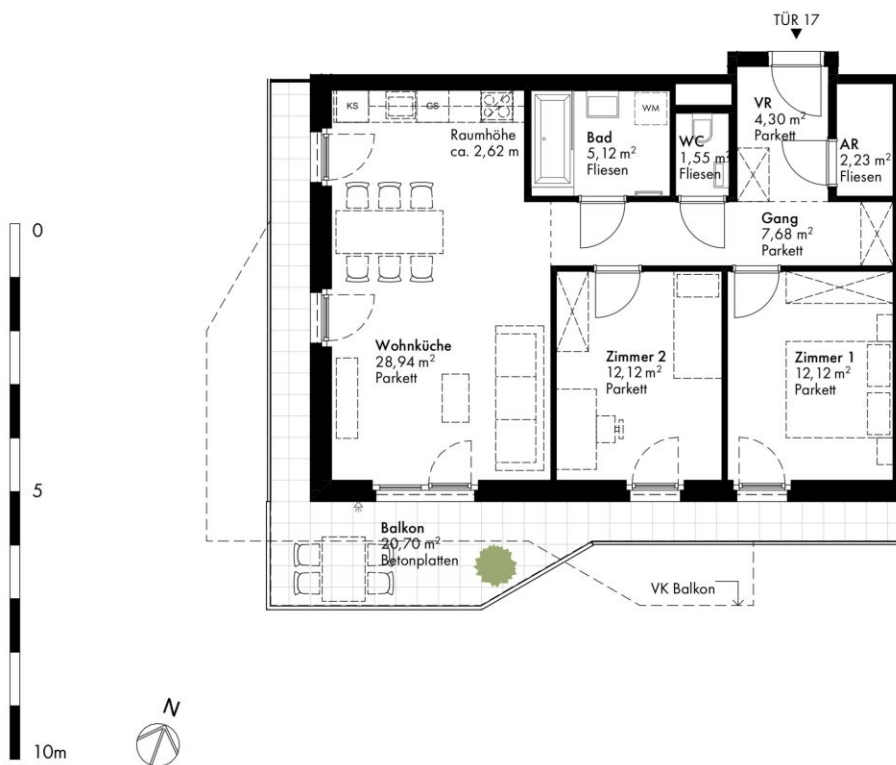 TÜR 17
KS
GS
Raumhöhe
ca. 2,62 m
Bad
5,12 m²
Fliesen
WM
WC
1,55 m²
Fliesen
VR
4,30 m²
Parkett
AR
2,23 m²
Fliesen
Gang
7,68 m²
Parkett
Wohnküche
28,94 m²
Parkett
Zimmer 2
12,12 m²
Parkett
Zimmer 1
12,12 m²
Parkett
Balkon
20,70 m²
Betonplatten
VK Balkon
0
5
10m
N